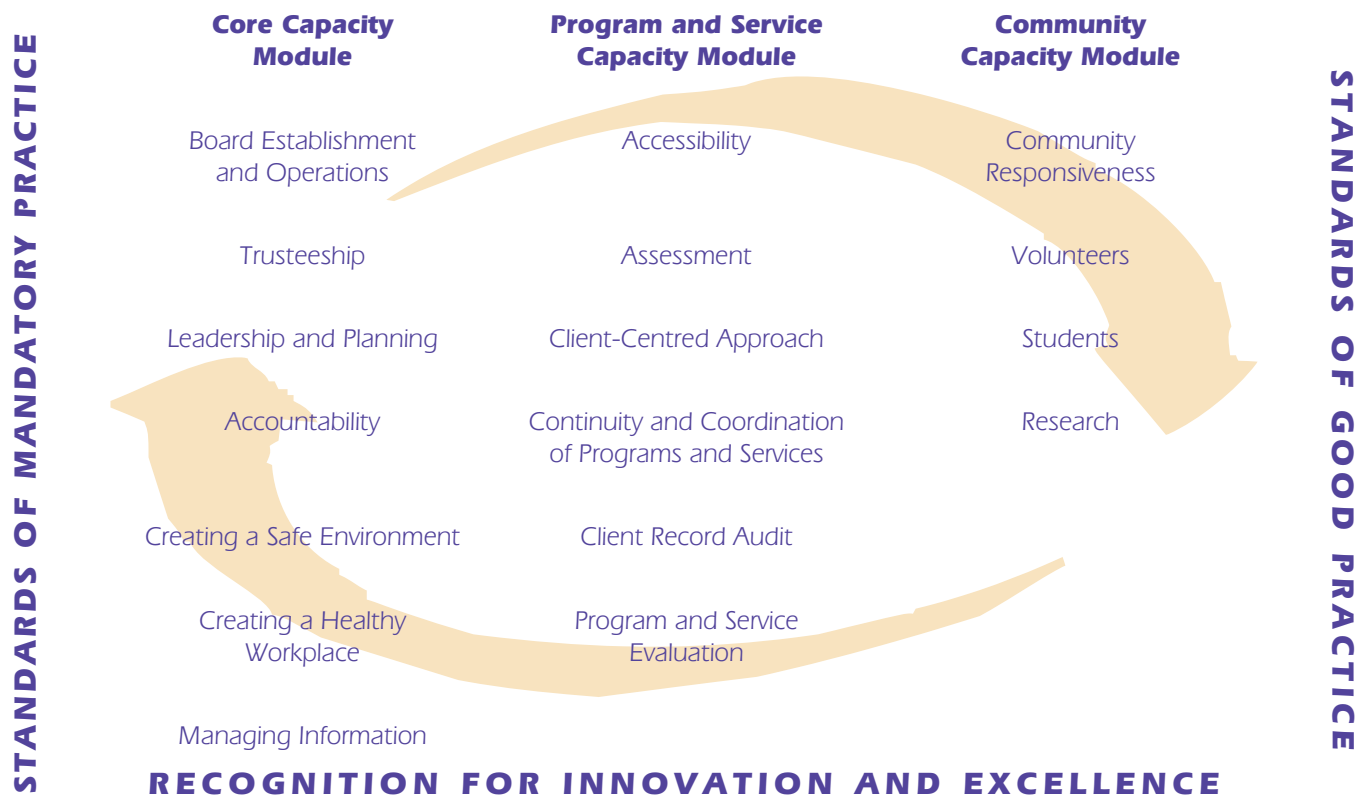 STANDARDS OF MANDATORY PRACTICE
Core Capacity
Module
Board Establishment
and Operations
Trusteeship
Leadership and Planning
Accountability
Creating a Safe Environment
Creating a Healthy
Workplace
Managing Information
Program and Service
Capacity Module
Accessibility
Assessment
Client-Centred Approach
Continuity and Coordination
of Programs and Services
Client Record Audit
Program and Service
Evaluation
Community
Capacity Module
Community
Responsiveness
Volunteers
Students
Research
STANDARDS OF GOOD PRACTICE
RECOGNITION FOR INNOVATION AND EXCELLENCE